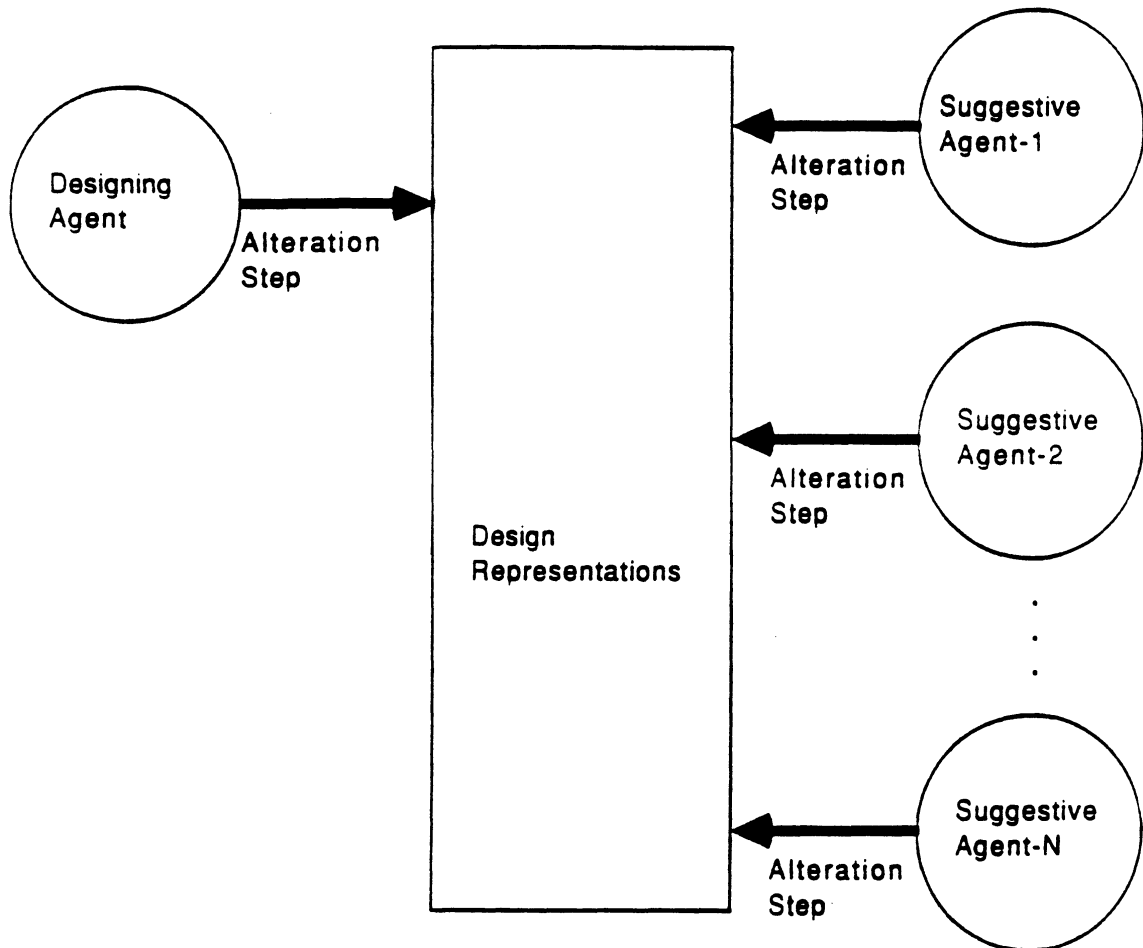 Designing
Agent
Alteration
Step
Design
Representations
Suggestive
Agent-1
Alteration
Step
Suggestive
Agent-2
Alteration
Step
Suggestive
Agent-N
Alteration
Step